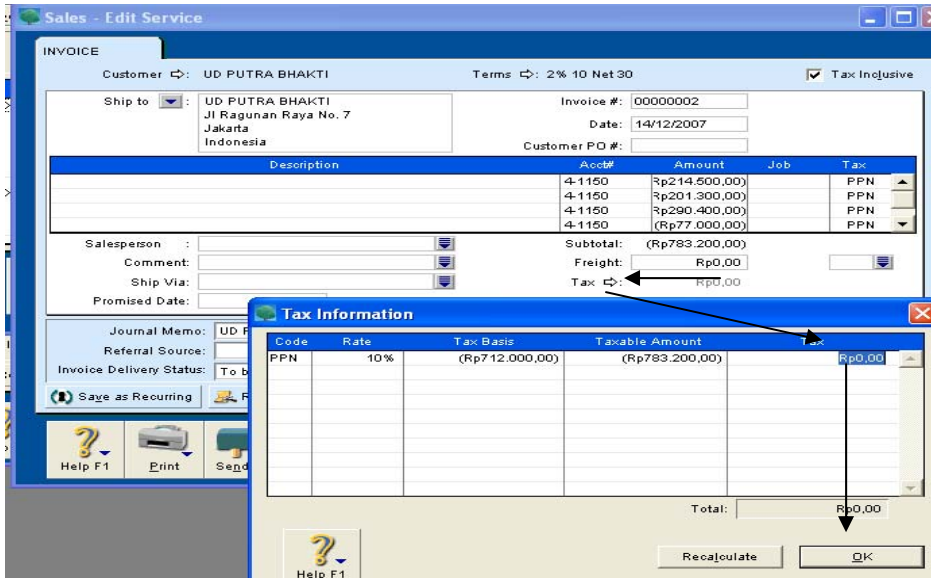 Sales - Edit Service
INVOICE
Customer ⇨: UD PUTRA BHAKTI Terms ⇨: 2% 10 Net 30 Tax Inclusive
Ship to : UD PUTRA BHAKTI Invoice #: 00000002
Jl Ragunan Raya No. 7 Date: 14/12/2007
Jakarta
Indonesia Customer PO #:
Description Acct# Amount Job Tax
4-1150 Rp214.500,00) PPN
4-1150 Rp201.300,00) PPN
4-1150 Rp290.400,00) PPN
4-1150 (Rp77.000,00) PPN
Salesperson : Subtotal: (Rp783.200,00)
Comment: Freight: Rp0,00
Ship Via: Tax ⇨: Rp0,00
Promised Date:
Journal Memo: UD
Referral Source:
Invoice Delivery Status: To b
Save as Recurring R
Help F1 Print Send
Tax Information
Code Rate Tax Basis Taxable Amount Tax
PPN 10% (Rp712.000,00) (Rp783.200,00) Rp0,00
Total: Rp0,00
Help F1 Recalculate OK